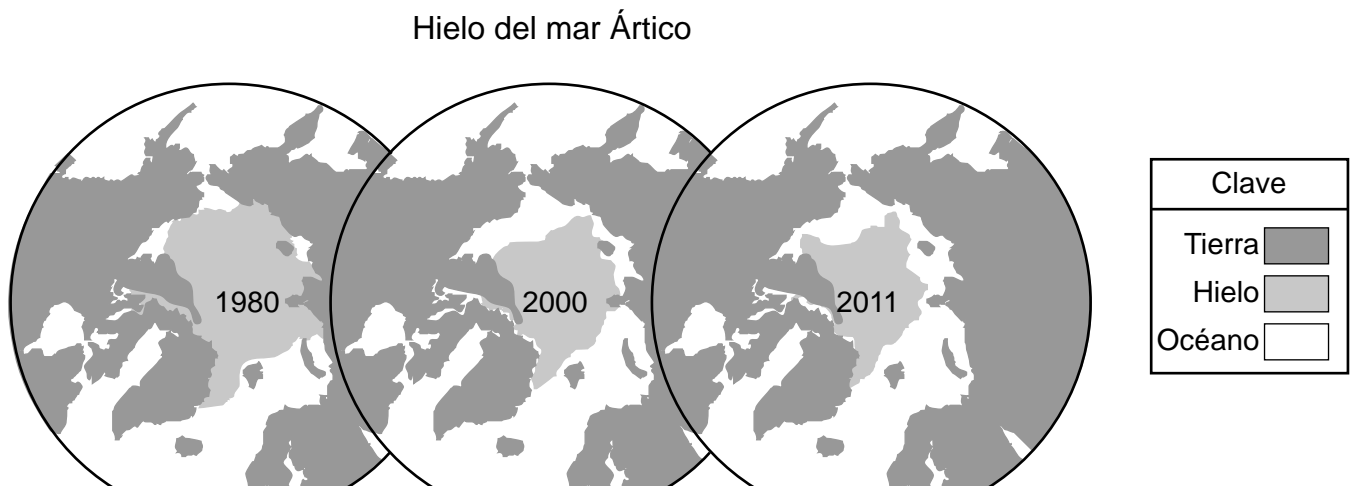 Hielo del mar Ártico
1980
2000
2011
Clave
Tierra
Hielo
Océano